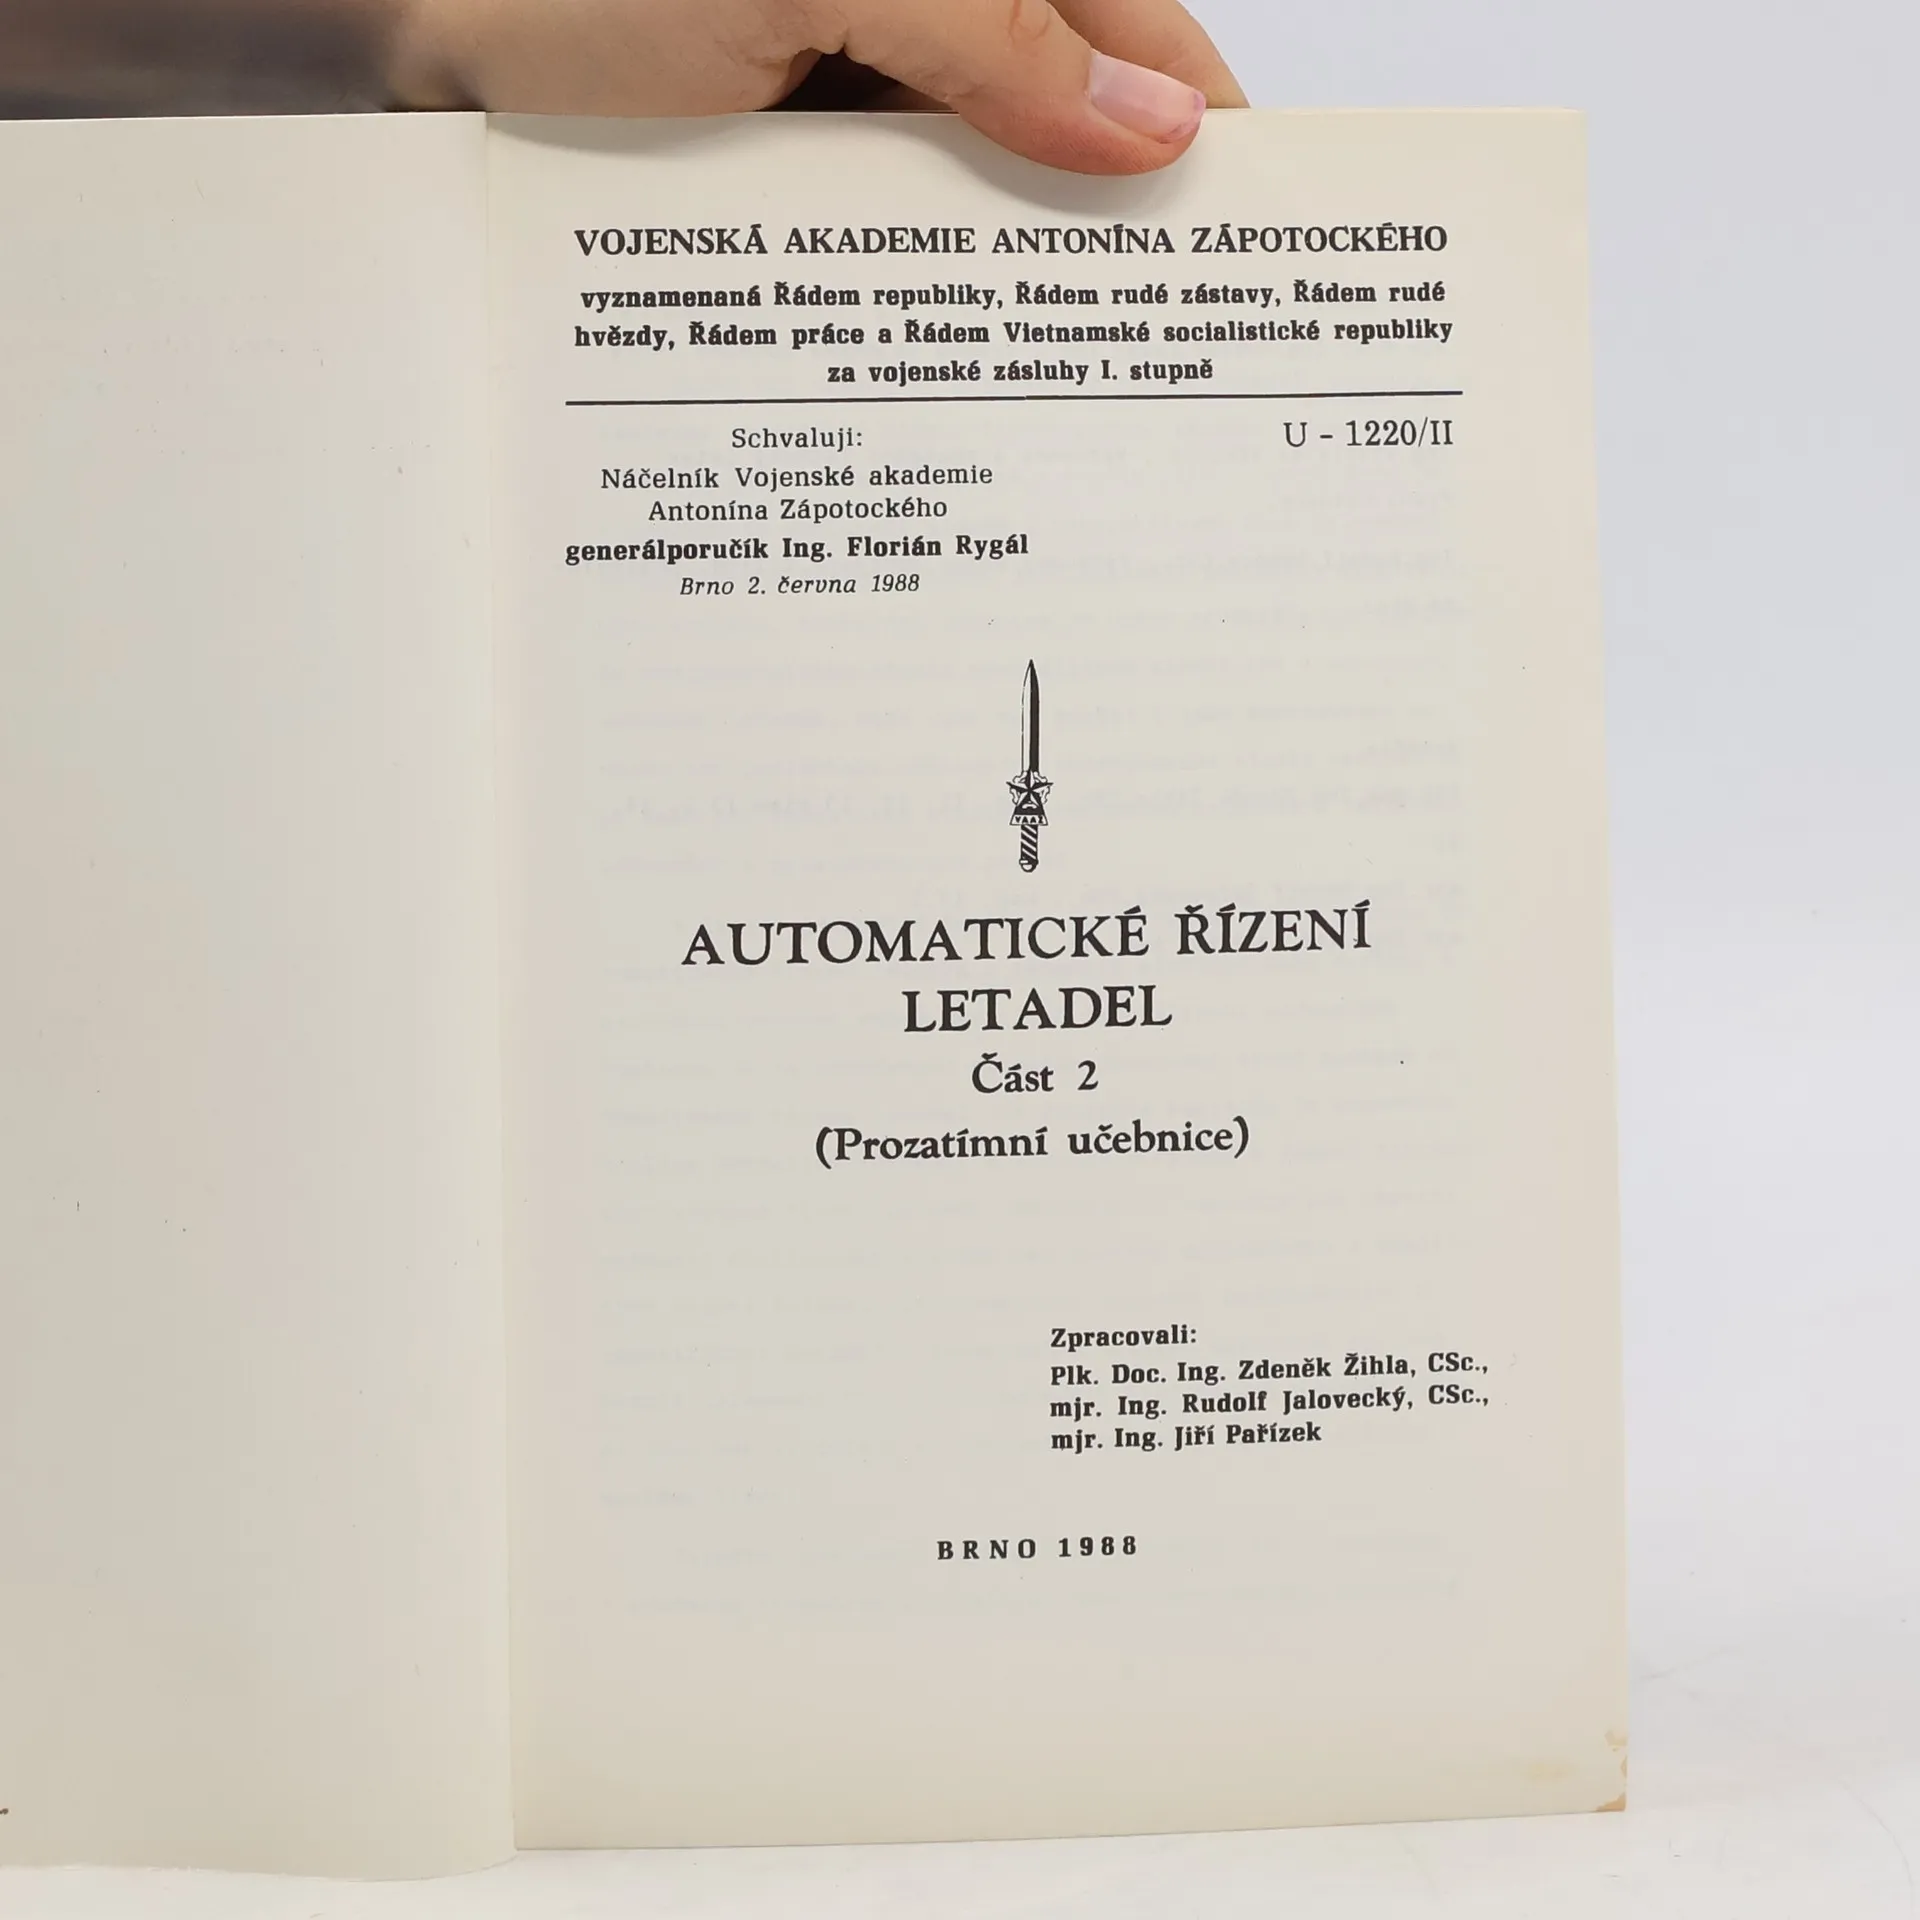 VOJENSKÁ AKADEMIE ANTONÍNA ZÁPOTOCKÉHO
vyznamenaná Řádem republiky, Řádem rudé zástavy, Řádem rudé
hvězdy, Řádem práce a Řádem Vietnamské socialistické republiky
za vojenské zásluhy I. stupně
Schvaluji:
U - 1220/II
Náčelník Vojenské akademie
Antonína Zápotockého
generálporučík Ing. Florián Rygál
Brno 2. června 1988
VAAZ
AUTOMATICKÉ ŘÍZENÍ
LETADEL
Část 2
(Prozatímní učebnice)
Zpracovali:
Plk. Doc. Ing. Zdeněk Žihla, CSc.,
mjr. Ing. Rudolf Jalovecký, CSc.,
mjr. Ing. Jiří Pařízek
BRNO 1988